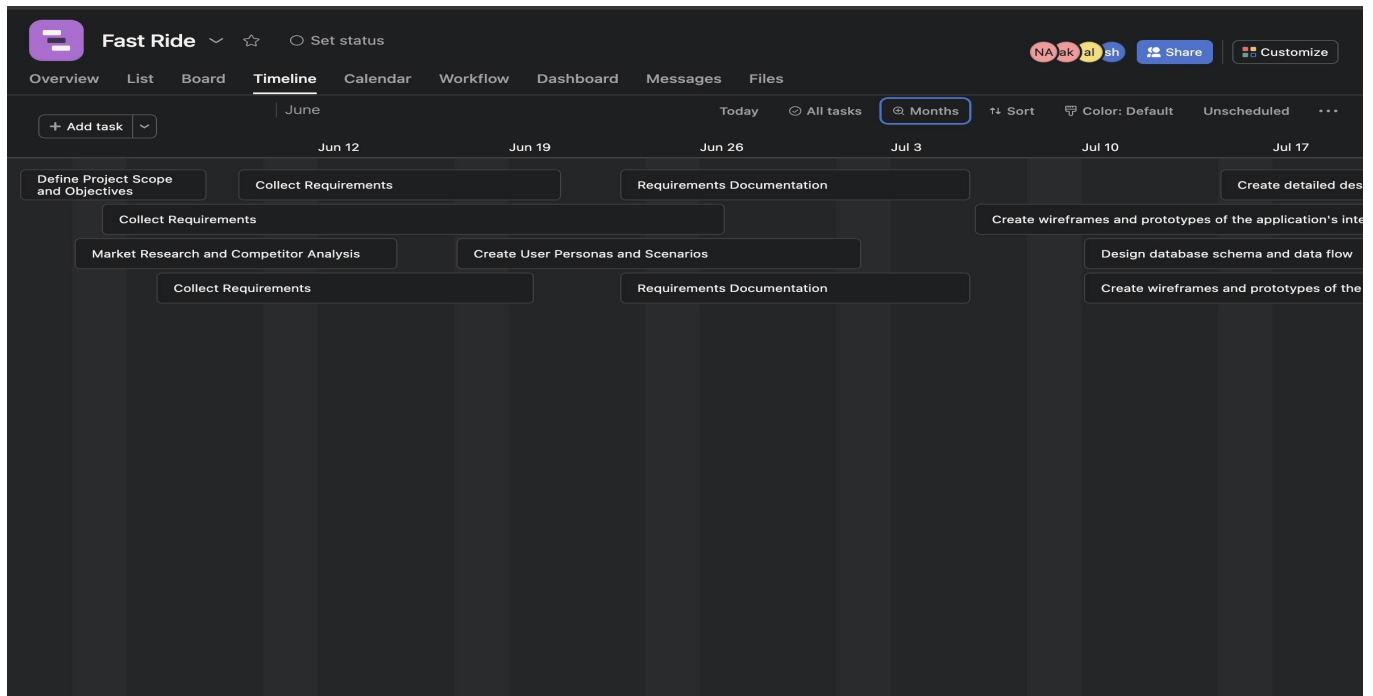 Fast Ride
Set status
NA ak al sh
Share
Customize
Overview List Board Timeline Calendar Workflow Dashboard Messages Files
+ Add task
June
Today All tasks Months Sort Color: Default Unscheduled ...
Jun 12 Jun 19 Jun 26 Jul 3 Jul 10 Jul 17
Define Project Scope
and Objectives
Collect Requirements
Requirements Documentation
Create detailed des
Collect Requirements
Create wireframes and prototypes of the application's inte
Market Research and Competitor Analysis
Create User Personas and Scenarios
Design database schema and data flow
Collect Requirements
Requirements Documentation
Create wireframes and prototypes of the